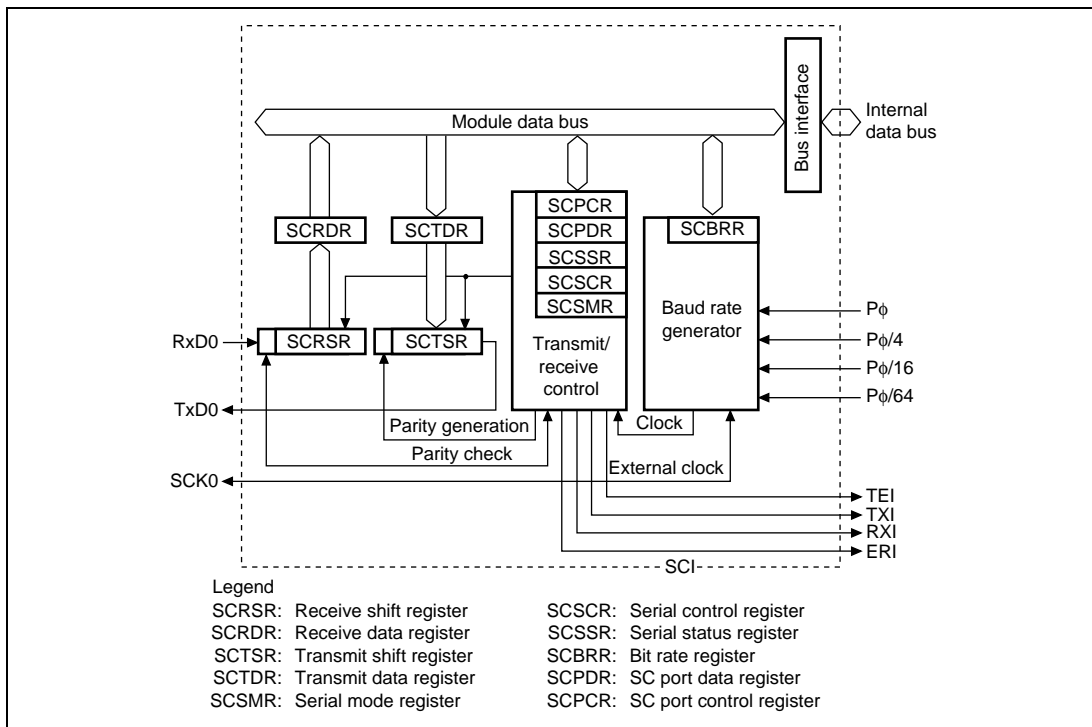 Module data bus
Bus interface
Internal
data bus
SCRDR
SCTDR
SCPCR
SCPDR
SCSSR
SCSCR
SCSMR
Transmit/
receive
control
SCBRR
Baud rate
generator
RxD0
SCRSR
SCTSR
Pϕ
Pϕ/4
Pϕ/16
Pϕ/64
TxD0
Parity generation
Clock
Parity check
SCK0
External clock
TEI
TXI
RXI
ERI
SCI
Legend
SCRSR: Receive shift register
SCRDR: Receive data register
SCTSR: Transmit shift register
SCTDR: Transmit data register
SCSMR: Serial mode register
SCSCR: Serial control register
SCSSR: Serial status register
SCBRR: Bit rate register
SCPDR: SC port data register
SCPCR: SC port control register